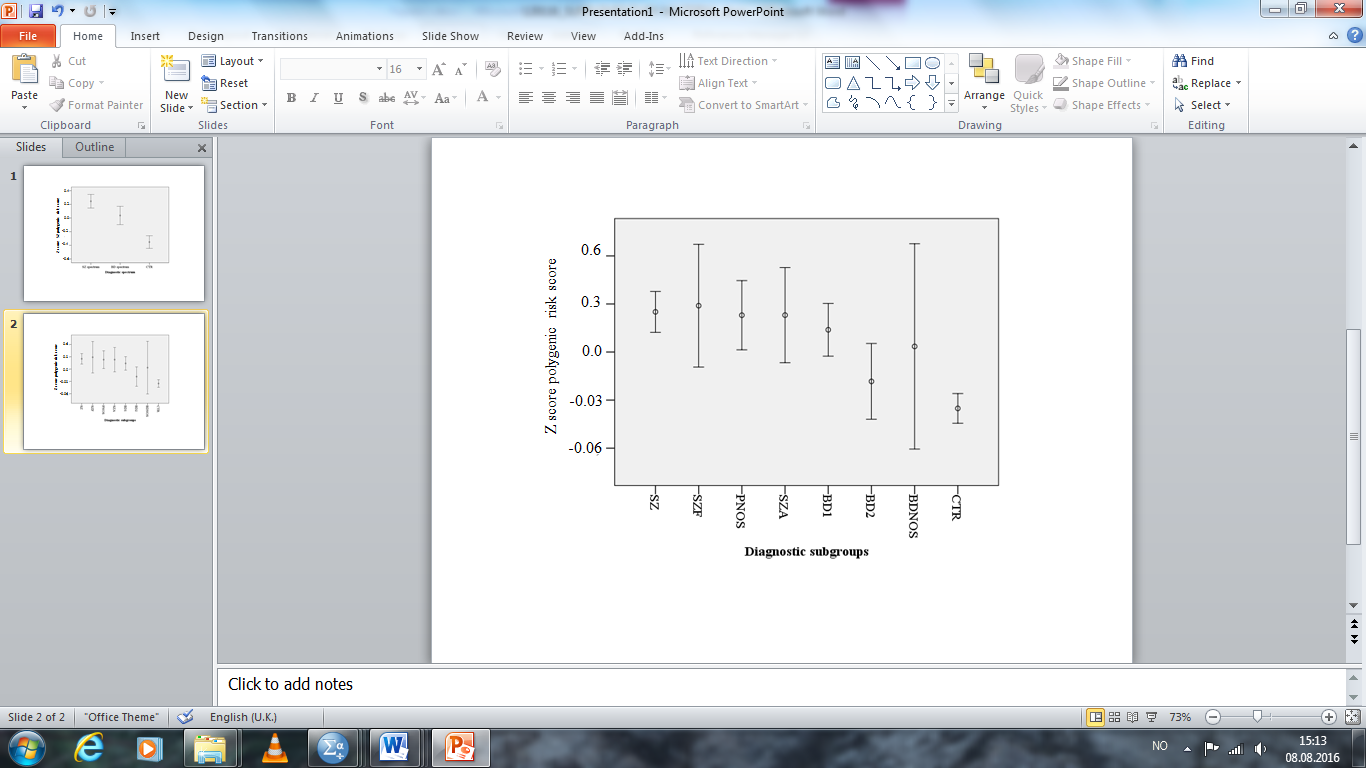 Presentation1 - Microsoft PowerPoint
File Home Insert Design Transitions Animations Slide Show Review View Add-Ins
Paste
Cut
Copy
Format Painter
Clipboard
New
Slide
Layout
Reset
Section
Slides
16
B I U S abc AV Aa A
Font
Text Direction
Align Text
Convert to SmartArt
Paragraph
Arrange
Quick
Styles
Shape Fill
Shape Outline
Shape Effects
Drawing
Find
Replace
Select
Editing
Slides Outline
1
2
Z score polygenic risk score
0.6
0.3
0.0
-0.03
-0.06
SZ SZF PNOS SZA BD1 BD2 BDNOS CTR
Diagnostic subgroups
Click to add notes
Slide 2 of 2 "Office Theme" English (U.K.) 73%
NO
15:13
08.08.2016